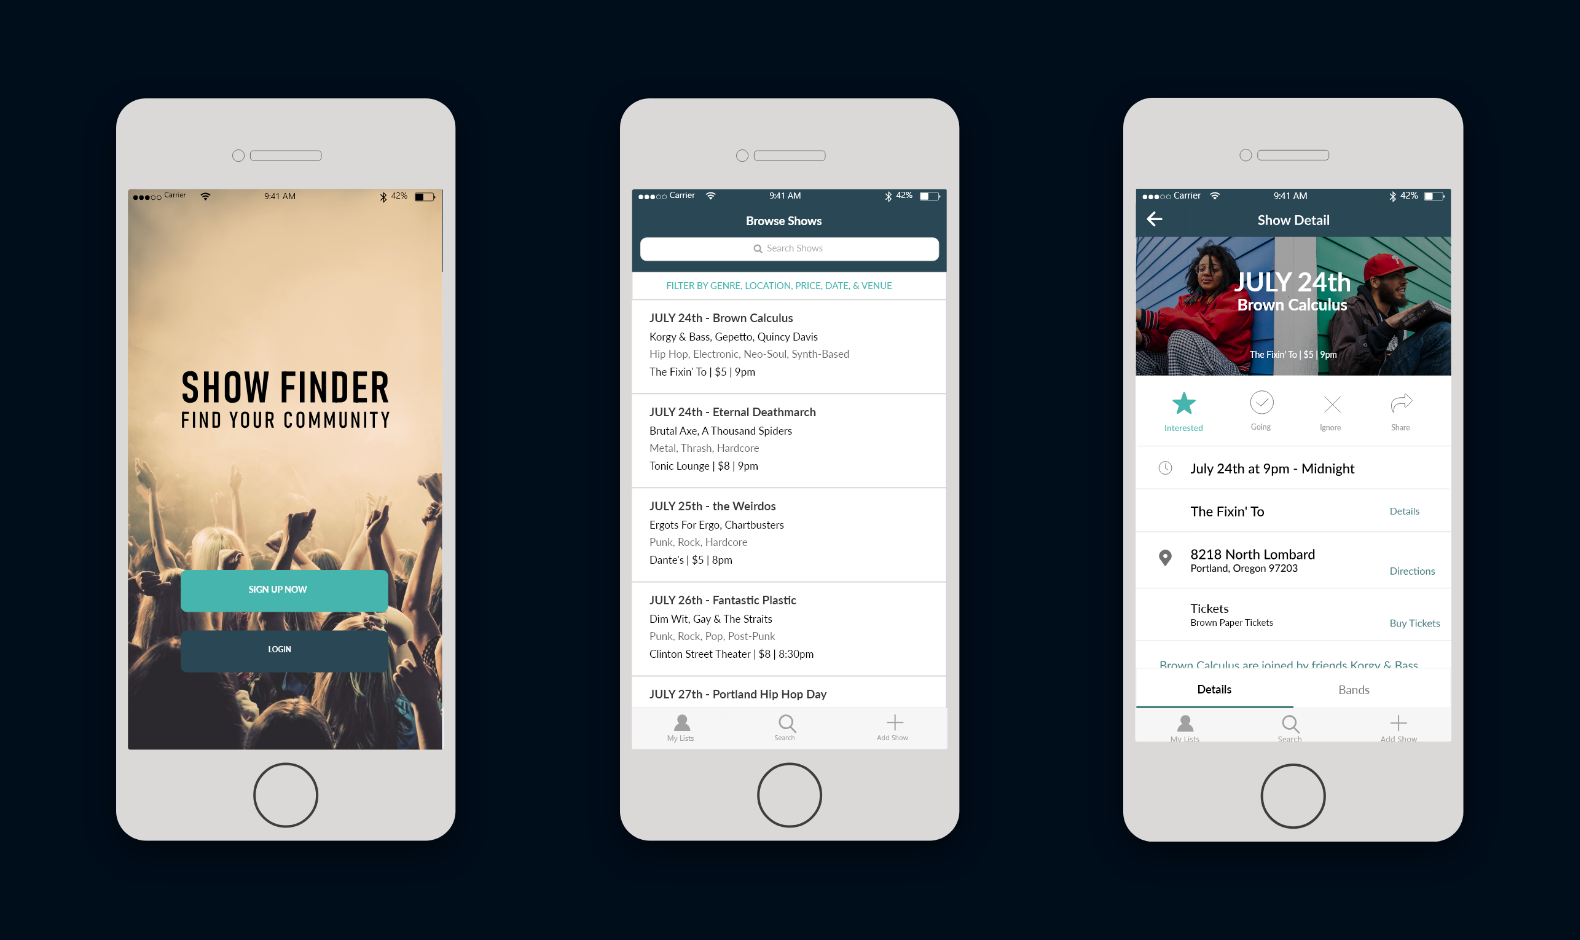 Carrier 9:41 AM 42%
SHOW FINDER
FIND YOUR COMMUNITY
SIGN UP NOW
LOGIN
Carrier 9:41 AM 42%
Browse Shows
Search Shows
FILTER BY GENRE, LOCATION, PRICE, DATE, & VENUE
JULY 24th - Brown Calculus
Korgy & Bass, Gepetto, Quincy Davis
Hip Hop, Electronic, Neo-Soul, Synth-Based
The Fixin' To | $5 | 9pm
JULY 24th - Eternal Deathmarch
Brutal Axe, A Thousand Spiders
Metal, Thrash, Hardcore
Tonic Lounge | $8 | 9pm
JULY 25th - the Weirdos
Ergots For Ergo, Chartbusters
Punk, Rock, Hardcore
Dante's | $5 | 8pm
JULY 26th - Fantastic Plastic
Dim Wit, Gay & The Straits
Punk, Rock, Pop, Post-Punk
Clinton Street Theater | $8 | 8:30pm
JULY 27th - Portland Hip Hop Day
My Lists Search Add Show
Carrier 9:41 AM 42%
Show Detail
JULY 24th
Brown Calculus
The Fixin' To | $5 | 9pm
Interested Going Ignore Share
July 24th at 9pm - Midnight
The Fixin' To Details
8218 North Lombard
Portland, Oregon 97203
Directions
Tickets
Brown Paper Tickets Buy Tickets
Brown Calculus are joined by friends Korgy & Bass
Details Bands
My Lists Search Add Show